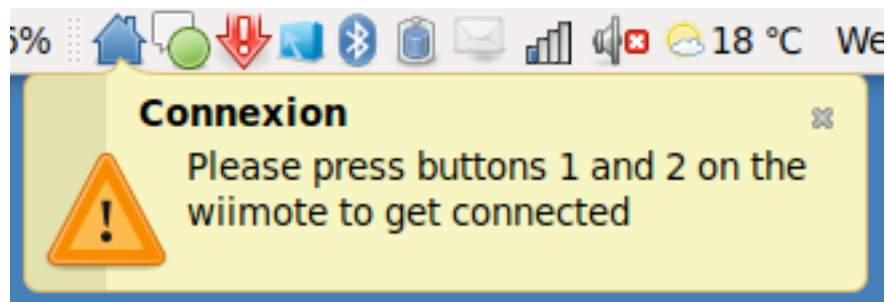 5% 18 °C We
Connexion
Please press buttons 1 and 2 on the
wiimote to get connected